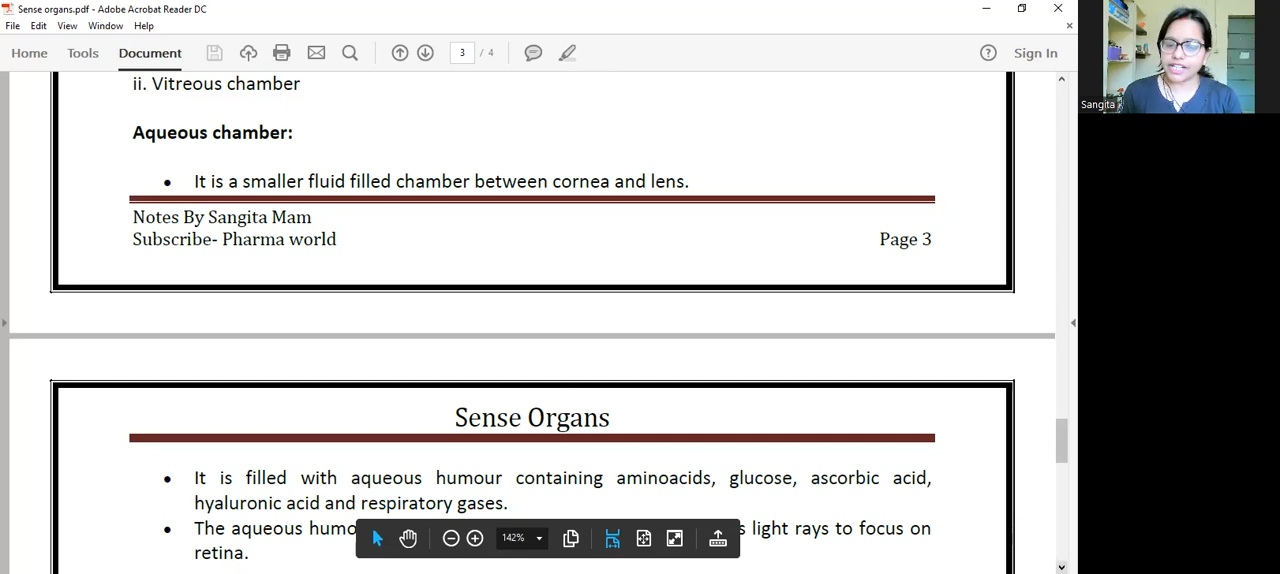 Sense organs.pdf - Adobe Acrobat Reader DC
File Edit View Window Help
Home Tools Document 3 / 4 Sign In
Sangita
ii. Vitreous chamber
Aqueous chamber:
• It is a smaller fluid filled chamber between cornea and lens.
Notes By Sangita Mam
Subscribe- Pharma world Page 3
Sense Organs
• It is filled with aqueous humour containing aminoacids, glucose, ascorbic acid,
hyaluronic acid and respiratory gases.
• The aqueous humo light rays to focus on
retina.
142%